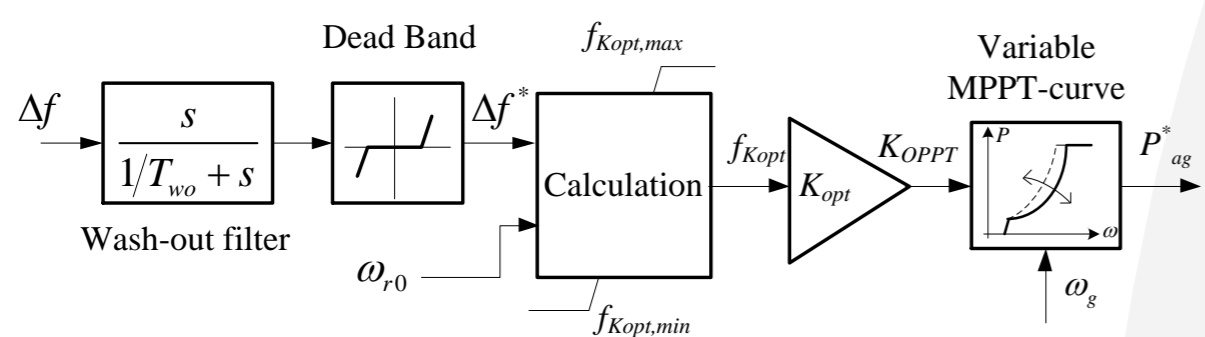 Dead Band
f_{Kopt,max}
Variable
MPPT-curve
Δf
s
1/T_{wo} + s
Δf^*
Calculation
f_{Kopt}
K_{opt}
K_{OPPT}
P
ω
P^*_{ag}
Wash-out filter
ω_{r0}
f_{Kopt,min}
ω_g